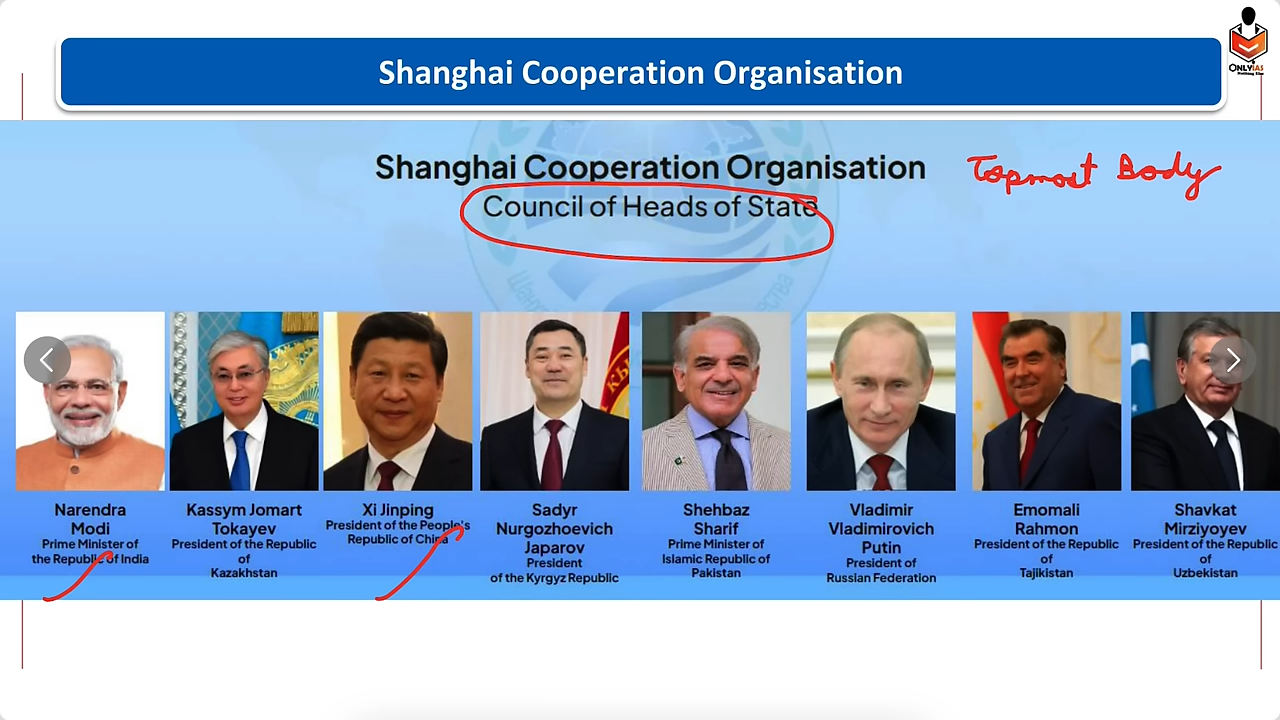 Shanghai Cooperation Organisation
ONLYIAS
Nothing Else
Shanghai Cooperation Organisation
Topmost Body
Council of Heads of State
Narendra
Modi
Prime Minister of
the Republic of India
Kassym Jomart
Tokayev
President of the Republic
of
Kazakhstan
Xi Jinping
President of the People's
Republic of China
Sadyr
Nurgozhoevich
Japarov
President
of the Kyrgyz Republic
Shehbaz
Sharif
Prime Minister of
Islamic Republic of
Pakistan
Vladimir
Vladimirovich
Putin
President of
Russian Federation
Emomali
Rahmon
President of the Republic
of
Tajikistan
Shavkat
Mirziyoyev
President of the Republic
of
Uzbekistan